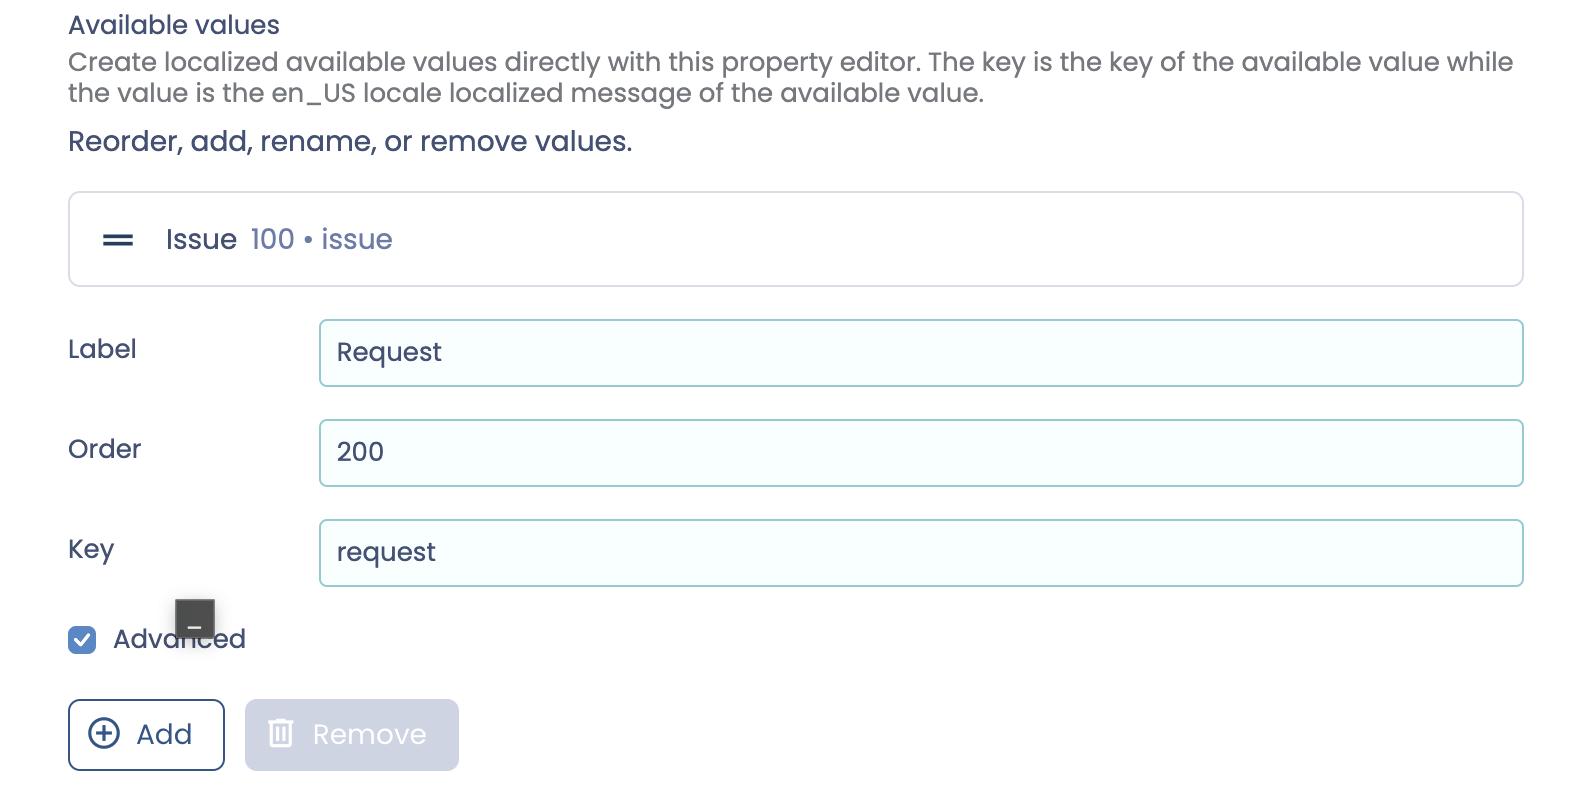 Available values
Create localized available values directly with this property editor. The key is the key of the available value while
the value is the en_US locale localized message of the available value.
Reorder, add, rename, or remove values.
Issue 100 • issue
Label Request
Order 200
Key request
Advanced
Add Remove